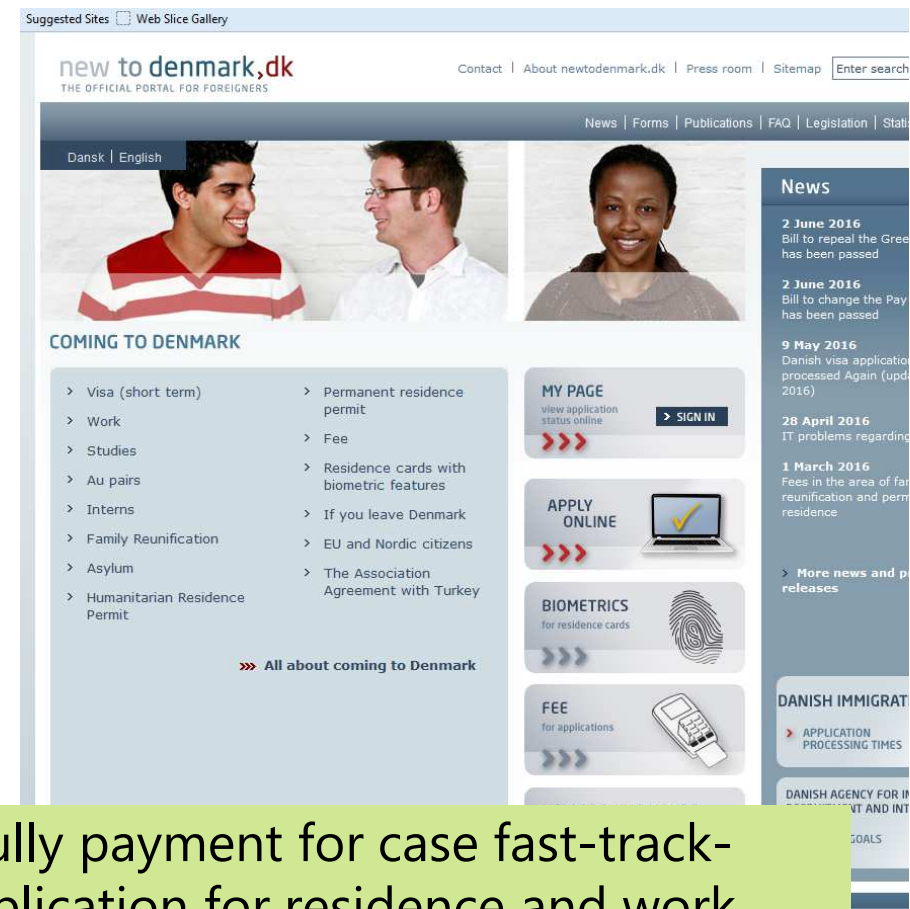 Suggested Sites Web Slice Gallery
new to denmark,dk
THE OFFICIAL PORTAL FOR FOREIGNERS
Contact | About newtodenmark.dk | Press room | Sitemap Enter search
News | Forms | Publications | FAQ | Legislation |
Dansk | English
COMING TO DENMARK
> Visa (short term)
> Work
> Studies
> Au pairs
> Interns
> Family Reunification
> Asylum
> Humanitarian Residence
Permit
> Permanent residence
permit
> Fee
> Residence cards with
biometric features
> If you leave Denmark
> EU and Nordic citizens
> The Association
Agreement with Turkey
>>> All about coming to Denmark
MY PAGE
view application
status online
> SIGN IN
APPLY
ONLINE
BIOMETRICS
for residence cards
FEE
for applications
News
2 June 2016
Bill to repeal the
has been passed
2 June 2016
Bill to change the Pay
has been passed
9 May 2016
Danish visa
processed Again
2016)
28 April 2016
IT problems regarding
1 March 2016
Fees in the area of
reunification and
residence
> More news and
releases
DANISH
> APPLICATION
PROCESSING TIMES
DANISH AGENCY FOR
AND
GOALS
payment for case fast-track-
for residence and work